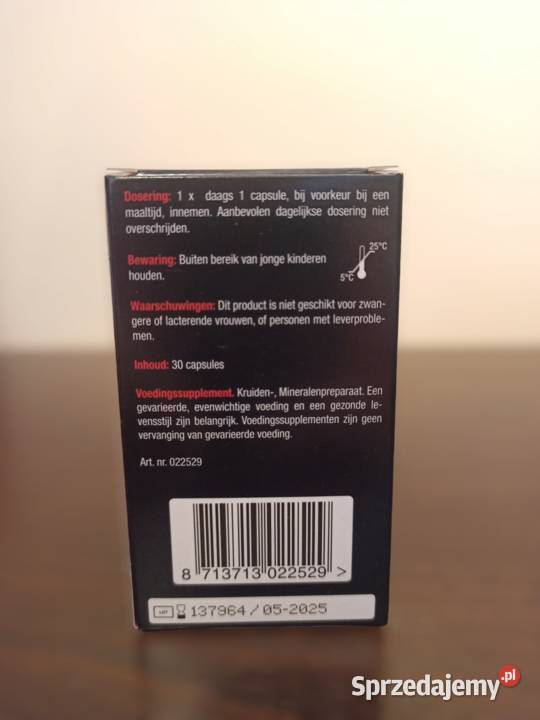 Dosering: 1 x daags 1 capsule, bij voorkeur bij een
maaltijd, innemen. Aanbevolen dagelijkse dosering niet
overschrijden.
Bewaring: Buiten bereik van jonge kinderen
houden.
25°C
5°C
Waarschuwingen: Dit product is niet geschikt voor zwan-
gere of lacterende vrouwen, of personen met leverproble-
men.
Inhoud: 30 capsules
Voedingssupplement. Kruiden-, Mineralenpreparaat. Een
gevarieerde, evenwichtige voeding en een gezonde le-
vensstijl zijn belangrijk. Voedingssupplementen zijn geen
vervanging van gevarieerde voeding.
Art. nr. 022529
8 713713 022529 >
LOT 137964 / 05-2025
Sprzedajemy.pl